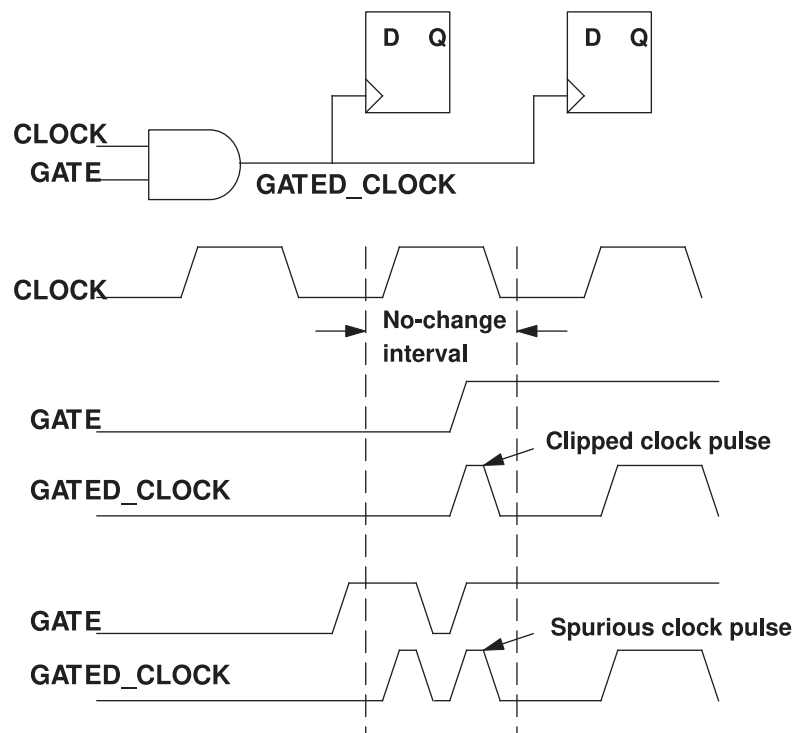 D Q
D Q
CLOCK
GATE
GATED_CLOCK
CLOCK
No-change
interval
GATE
Clipped clock pulse
GATED_CLOCK
GATE
Spurious clock pulse
GATED_CLOCK